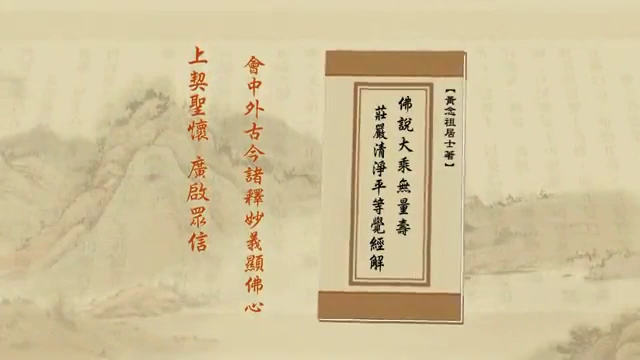 【黃念祖居士著】
佛說大乘無量壽
莊嚴清淨平等覺經解
會中外古今諸釋妙義顯佛心
上契聖懷 廣啟眾信